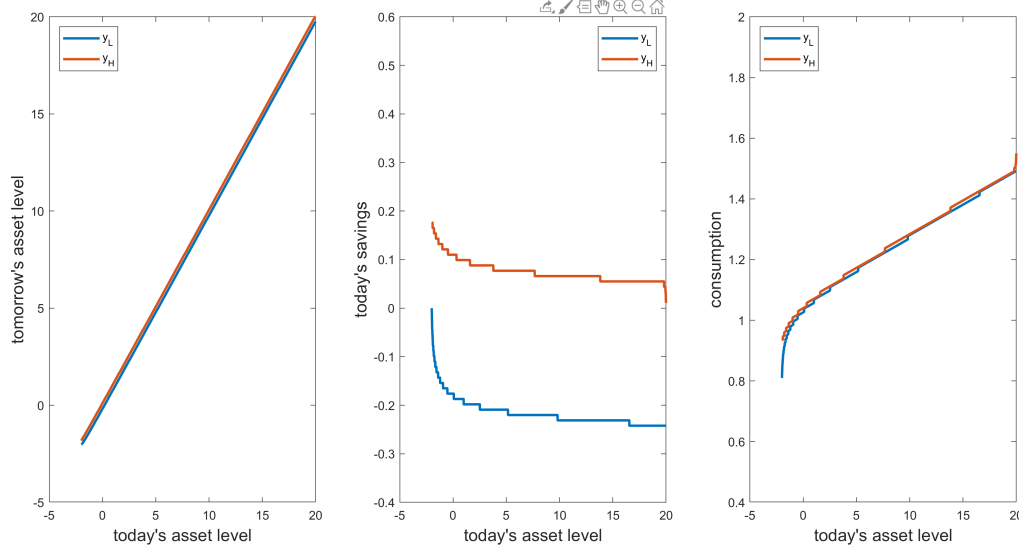 20
15
10
5
0
-5
tomorrow's asset level
y_L
y_H
-5 0 5 10 15 20
today's asset level
0.6
0.5
0.4
0.3
0.2
0.1
0
-0.1
-0.2
-0.3
-0.4
today's savings
y_L
y_H
-5 0 5 10 15 20
today's asset level
2
1.8
1.6
1.4
1.2
1
0.8
0.6
0.4
consumption
y_L
y_H
-5 0 5 10 15 20
today's asset level